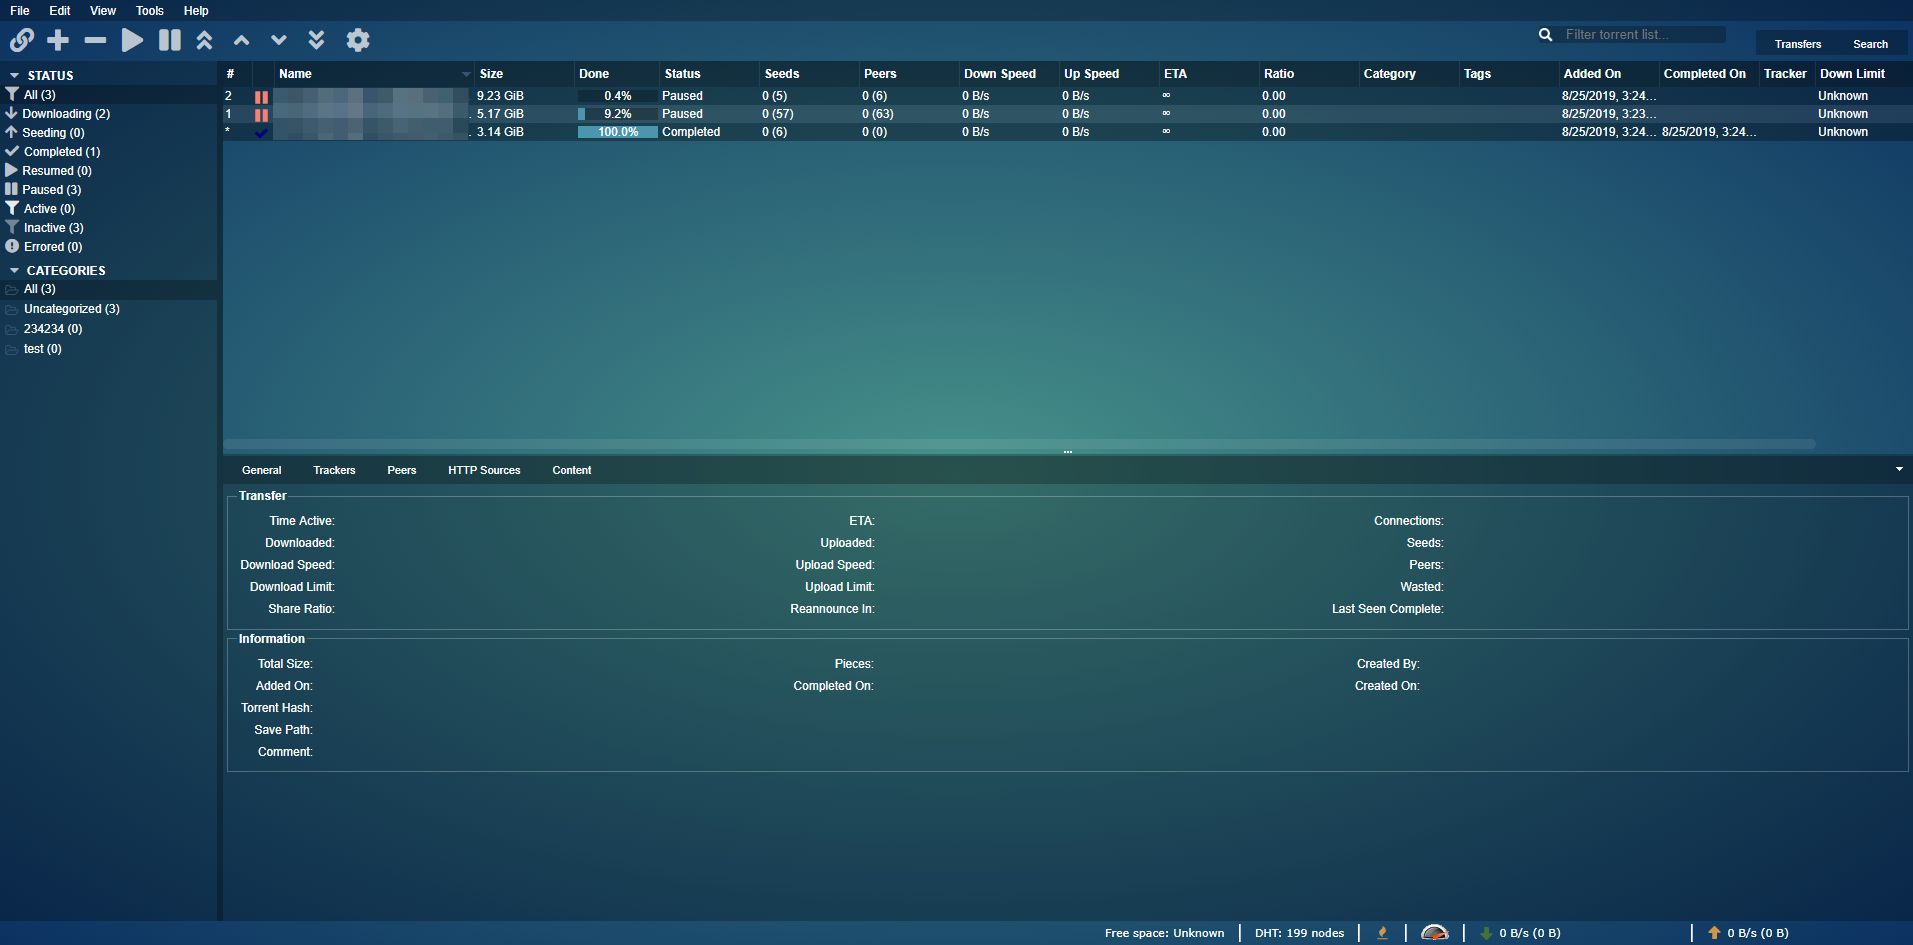 File Edit View Tools Help
Filter torrent list...
Transfers Search
STATUS
All (3)
Downloading (2)
Seeding (0)
Completed (1)
Resumed (0)
Paused (3)
Active (0)
Inactive (3)
Errored (0)
CATEGORIES
All (3)
Uncategorized (3)
234234 (0)
test (0)
# Name Size Done Status Seeds Peers Down Speed Up Speed ETA Ratio Category Tags Added On Completed On Tracker Down Limit
2 9.23 GiB 0.4% Paused 0 (5) 0 (6) 0 B/s 0 B/s ∞ 0.00 8/25/2019, 3:24... Unknown
1 . 5.17 GiB 9.2% Paused 0 (57) 0 (63) 0 B/s 0 B/s ∞ 0.00 8/25/2019, 3:23... Unknown
* . 3.14 GiB 100.0% Completed 0 (6) 0 (0) 0 B/s 0 B/s ∞ 0.00 8/25/2019, 3:24... 8/25/2019, 3:24... Unknown
General Trackers Peers HTTP Sources Content
Transfer
Time Active: ETA: Connections:
Downloaded: Uploaded: Seeds:
Download Speed: Upload Speed: Peers:
Download Limit: Upload Limit: Wasted:
Share Ratio: Reannounce In: Last Seen Complete:
Information
Total Size: Pieces: Created By:
Added On: Completed On: Created On:
Torrent Hash:
Save Path:
Comment:
Free space: Unknown DHT: 199 nodes 0 B/s (0 B) 0 B/s (0 B)